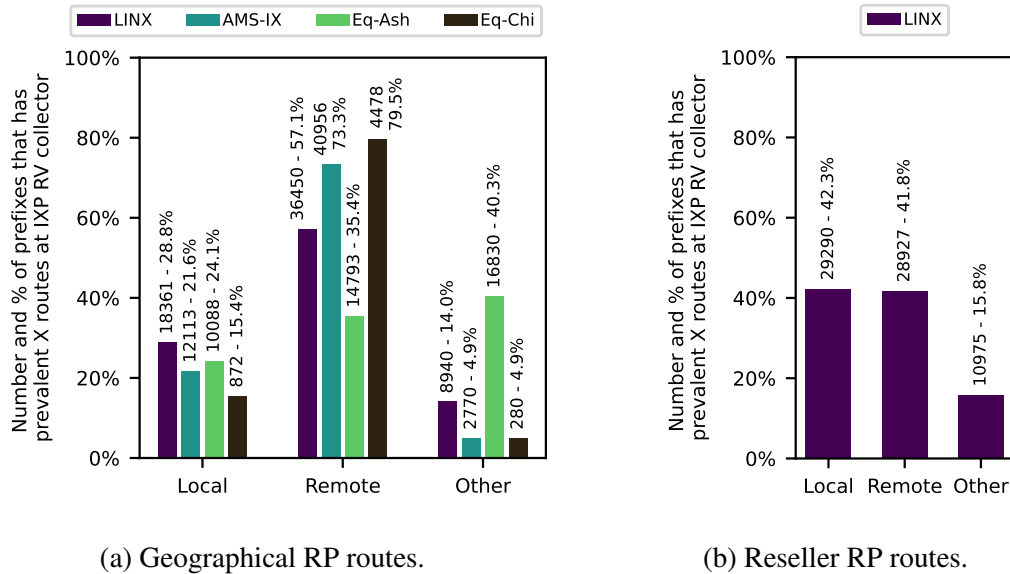 LINX AMS-IX Eq-Ash Eq-Chi
Number and % of prefixes that has
prevalent X routes at IXP RV collector
100%
80%
60%
40%
20%
0%
18361 - 28.8%
12113 - 21.6%
10088 - 24.1%
872 - 15.4%
36450 - 57.1%
40956
73.3%
14793 - 35.4%
4478
79.5%
8940 - 14.0%
2770 - 4.9%
16830 - 40.3%
280 - 4.9%
Local Remote Other
(a) Geographical RP routes.
LINX
Number and % of prefixes that has
prevalent X routes at IXP RV collector
100%
80%
60%
40%
20%
0%
29290 - 42.3%
28927 - 41.8%
10975 - 15.8%
Local Remote Other
(b) Reseller RP routes.